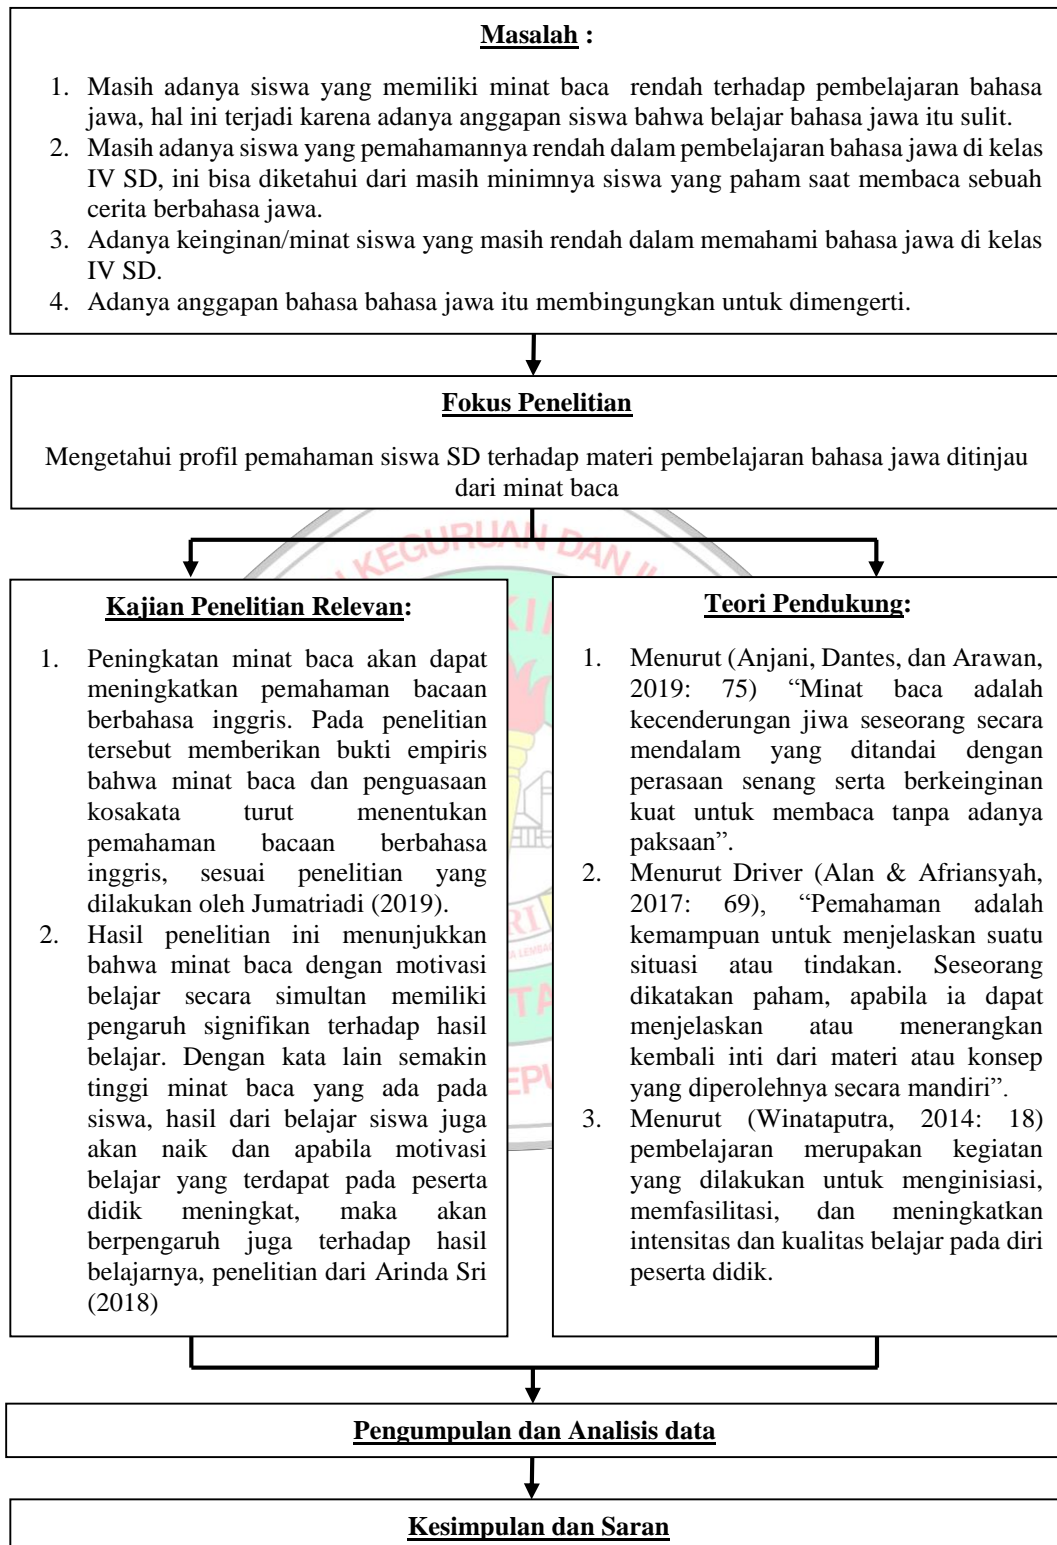 Masalah :
1. Masih adanya siswa yang memiliki minat baca rendah terhadap pembelajaran bahasa
jawa, hal ini terjadi karena adanya anggapan siswa bahwa belajar bahasa jawa itu sulit.
2. Masih adanya siswa yang pemahamannya rendah dalam pembelajaran bahasa jawa di kelas
IV SD, ini bisa diketahui dari masih minimnya siswa yang paham saat membaca sebuah
cerita berbahasa jawa.
3. Adanya keinginan/minat siswa yang masih rendah dalam memahami bahasa jawa di kelas
IV SD.
4. Adanya anggapan bahasa bahasa jawa itu membingungkan untuk dimengerti.
Fokus Penelitian
Mengetahui profil pemahaman siswa SD terhadap materi pembelajaran bahasa jawa ditinjau
dari minat baca
KEGURUAN DAN
Kajian Penelitian Relevan:
1. Peningkatan minat baca akan dapat
meningkatkan pemahaman bacaan
berbahasa inggris. Pada penelitian
tersebut memberikan bukti empiris
bahwa minat baca dan penguasaan
kosakata turut menentukan
pemahaman bacaan berbahasa
inggris, sesuai penelitian yang
dilakukan oleh Jumatriadi (2019).
2. Hasil penelitian ini menunjukkan
bahwa minat baca dengan motivasi
belajar secara simultan memiliki
pengaruh signifikan terhadap hasil
belajar. Dengan kata lain semakin
tinggi minat baca yang ada pada
siswa, hasil dari belajar siswa juga
akan naik dan apabila motivasi
belajar yang terdapat pada peserta
didik meningkat, maka akan
berpengaruh juga terhadap hasil
belajarnya, penelitian dari Arinda Sri
(2018)
Teori Pendukung:
1. Menurut (Anjani, Dantes, dan Arawan,
2019: 75) “Minat baca adalah
kecenderungan jiwa seseorang secara
mendalam yang ditandai dengan
perasaan senang serta berkeinginan
kuat untuk membaca tanpa adanya
paksaan”.
2. Menurut Driver (Alan & Afriansyah,
2017: 69), “Pemahaman adalah
kemampuan untuk menjelaskan suatu
situasi atau tindakan. Seseorang
dikatakan paham, apabila ia dapat
menjelaskan atau menerangkan
kembali inti dari materi atau konsep
yang diperolehnya secara mandiri”.
3. Menurut (Winataputra, 2014: 18)
pembelajaran merupakan kegiatan
yang dilakukan untuk menginisiasi,
memfasilitasi, dan meningkatkan
intensitas dan kualitas belajar pada diri
peserta didik.
Pengumpulan dan Analisis data
Kesimpulan dan Saran